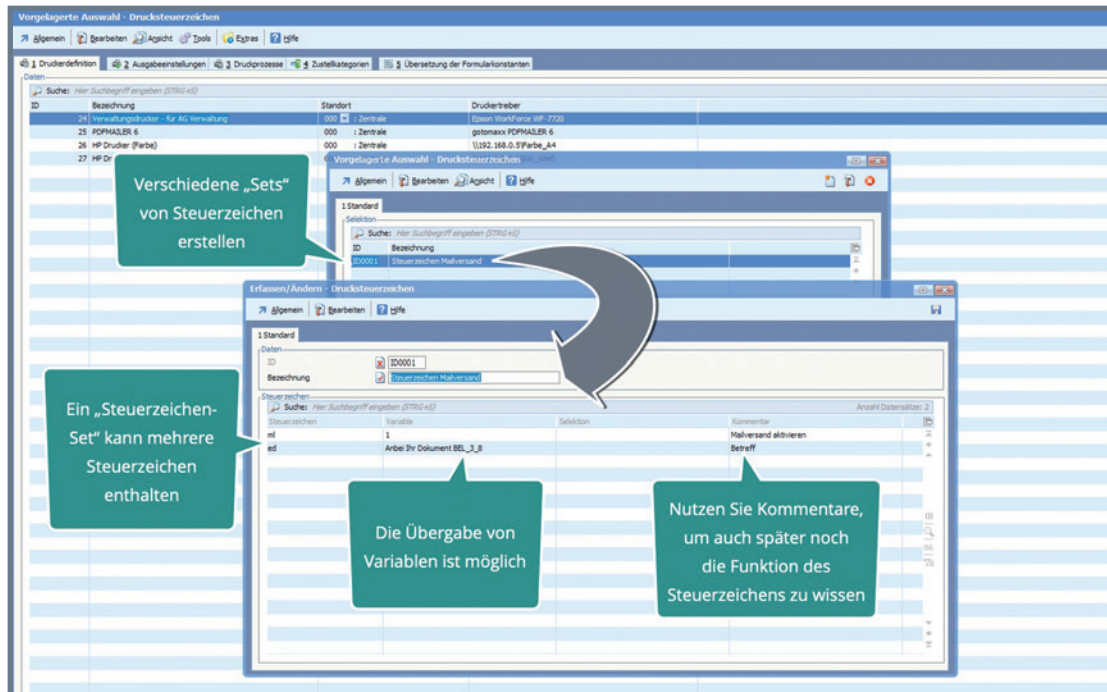 Vorgelagerte Auswahl - Drucksteuerzeichen
Allgemein Bearbeiten Ansicht Tools Extras Hilfe
1 Druckerdefinition 2 Ausgabeeinstellungen 3 Druckprozesse 4 Zustellkategorien 5 Übersetzung der Formularkonstanten
Daten
Suche: Hier Suchbegriff eingeben (STRG+S)
ID Bezeichnung Standort Druckertreiber
24 Verwaltungsdrucker - für AG Verwaltung 000 : Zentrale Epson WorkForce WF-7720
25 PDFMAILER 6 000 : Zentrale gotomaxx PDFMAILER 6
26 HP Drucker (Farbe) 000 : Zentrale \\192.168.0.5\Farbe_A4
27 HP Dr
Verschiedene „Sets“
von Steuerzeichen
erstellen
Vorgelagerte Auswahl - Drucksteuerzeichen
Allgemein Bearbeiten Ansicht Hilfe
1 Standard
Selektion
Suche: Hier Suchbegriff eingeben (STRG+S)
ID Bezeichnung
ID0001 Steuerzeichen Mailversand
Erfassen/Ändern - Drucksteuerzeichen
Allgemein Bearbeiten Hilfe
1 Standard
Daten
ID ID0001
Bezeichnung Steuerzeichen Mailversand
Steuerzeichen
Suche: Hier Suchbegriff eingeben (STRG+S) Anzahl Datensätze: 2
Steuerzeichen Variable Selektion Kommentar
ml 1 Mailversand aktivieren
ed Anbei Ihr Dokument BEL_3_8 Betreff
Ein „Steuerzeichen-
Set“ kann mehrere
Steuerzeichen
enthalten
Die Übergabe von
Variablen ist möglich
Nutzen Sie Kommentare,
um auch später noch
die Funktion des
Steuerzeichens zu wissen